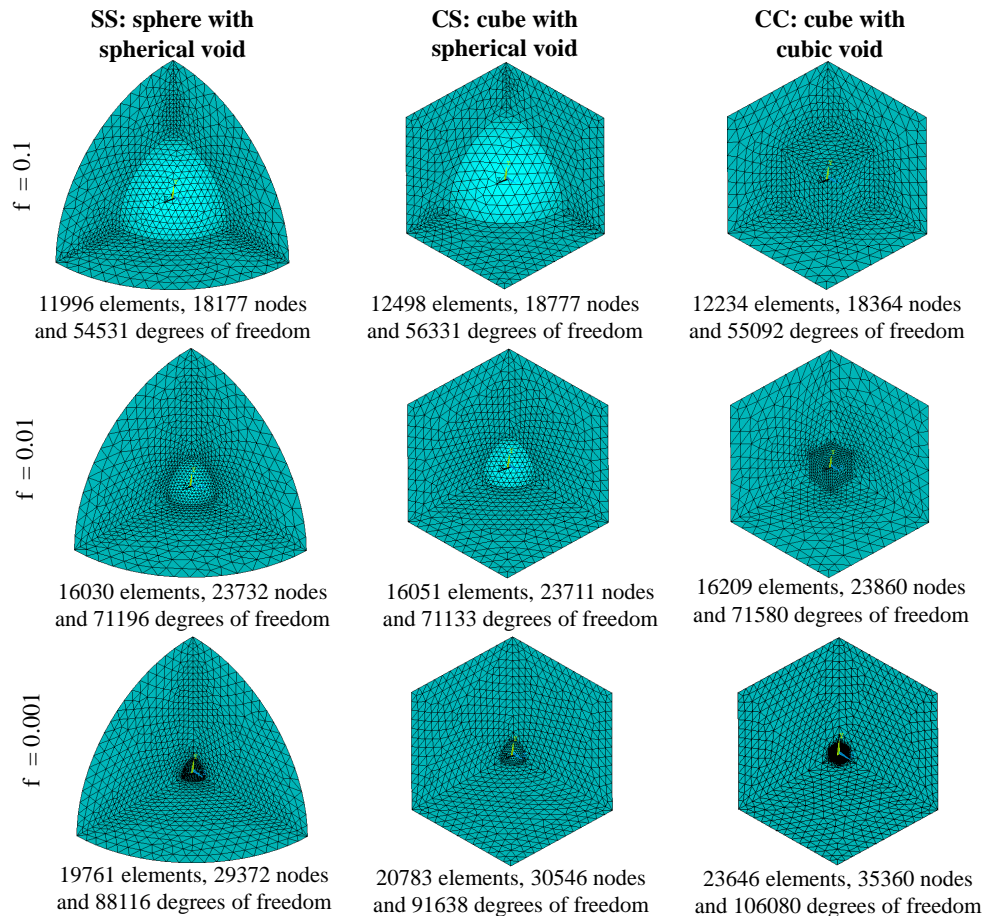 SS: sphere with
spherical void
CS: cube with
spherical void
CC: cube with
cubic void
f = 0.1
11996 elements, 18177 nodes
and 54531 degrees of freedom
12498 elements, 18777 nodes
and 56331 degrees of freedom
12234 elements, 18364 nodes
and 55092 degrees of freedom
f = 0.01
16030 elements, 23732 nodes
and 71196 degrees of freedom
16051 elements, 23711 nodes
and 71133 degrees of freedom
16209 elements, 23860 nodes
and 71580 degrees of freedom
f = 0.001
19761 elements, 29372 nodes
and 88116 degrees of freedom
20783 elements, 30546 nodes
and 91638 degrees of freedom
23646 elements, 35360 nodes
and 106080 degrees of freedom